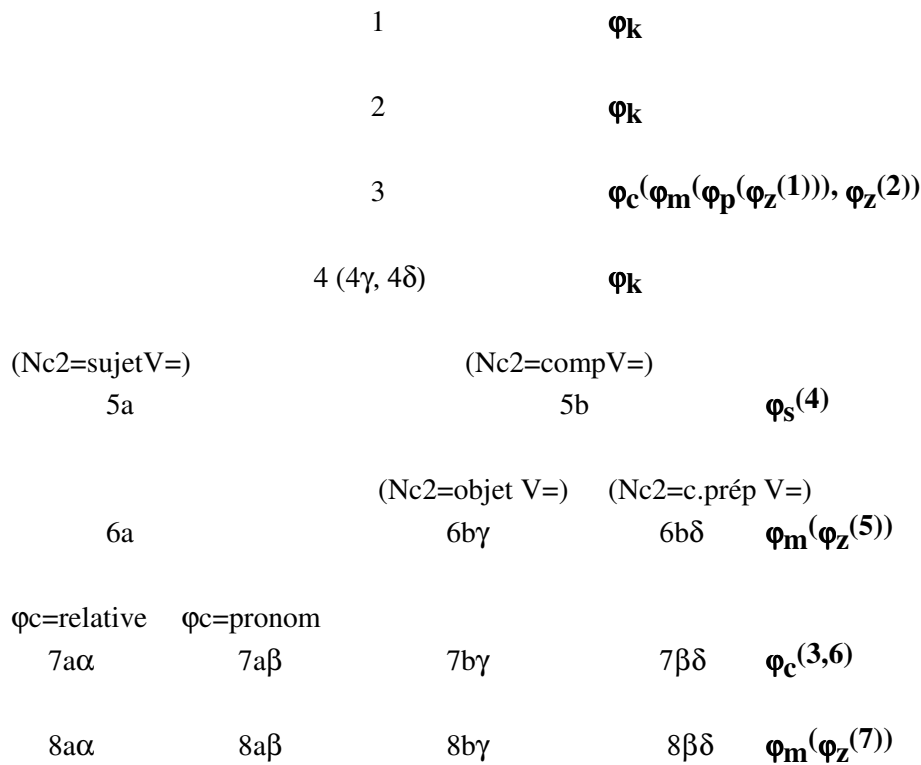 1 φk
2 φk
3 φc(φm(φp(φz(1))), φz(2))
4 (4γ, 4δ) φk
(Nc2=sujetV=) (Nc2=compV=)
5a 5b φs(4)
(Nc2=objet V=) (Nc2=c.prép V=)
6a 6bγ 6bδ φm(φz(5))
φc=relative φc=pronom
7aα 7aβ 7bγ 7βδ φc(3,6)
8aα 8aβ 8bγ 8βδ φm(φz(7))